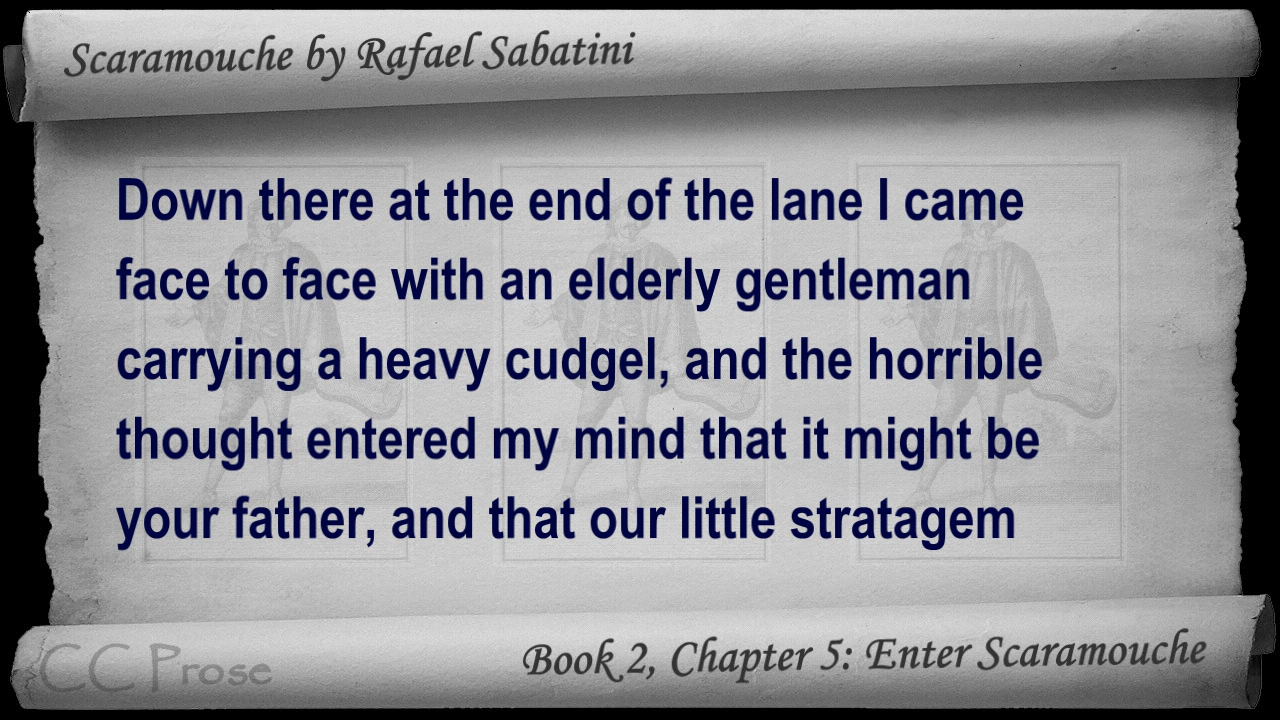 Scaramouche by Rafael Sabatini
Down there at the end of the lane I came
face to face with an elderly gentleman
carrying a heavy cudgel, and the horrible
thought entered my mind that it might be
your father, and that our little stratagem
CC Prose
Book 2, Chapter 5: Enter Scaramouche